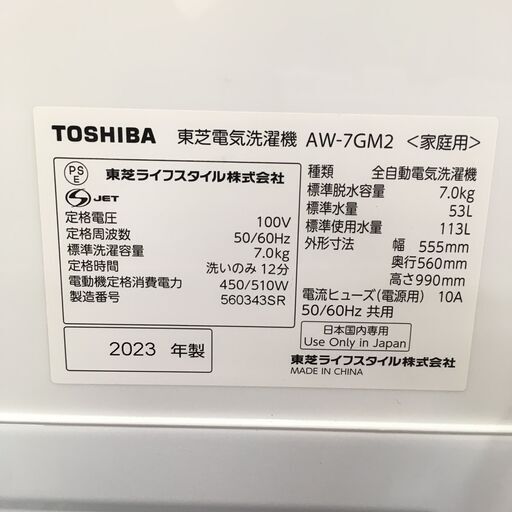 TOSHIBA 東芝電気洗濯機 AW-7GM2 <家庭用>
PS E 東芝ライフスタイル株式会社
S JET
定格電圧 100V
定格周波数 50/60Hz
標準洗濯容量 7.0kg
定格時間 洗いのみ 12分
電動機定格消費電力 450/510W
製造番号 560343SR
2023 年製
種類 全自動電気洗濯機
標準脱水容量 7.0kg
標準水量 53L
標準使用水量 113L
外形寸法 幅 555mm
奥行560mm
高さ990mm
電流ヒューズ(電源用) 10A
50/60Hz 共用
日本国内専用
Use Only in Japan
東芝ライフスタイル株式会社
MADE IN CHINA